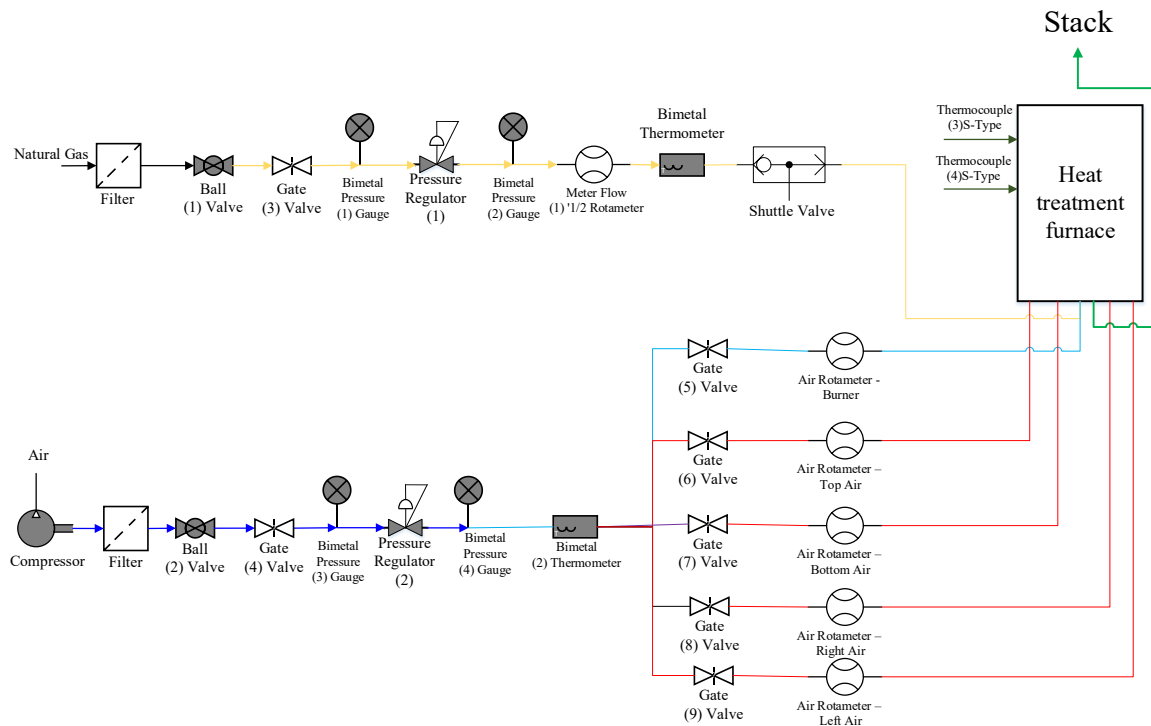 Stack
Natural Gas
Filter
Ball
(1) Valve
Gate
(3) Valve
Bimetal
Pressure
(1) Gauge
Pressure
Regulator
(1)
Bimetal
Pressure
(2) Gauge
Meter Flow
(1) '1/2 Rotameter
Bimetal
Thermometer
Shuttle Valve
Thermocouple
(3)S-Type
Thermocouple
(4)S-Type
Heat
treatment
furnace
Gate
(5) Valve
Air Rotameter -
Burner
Gate
(6) Valve
Air Rotameter –
Top Air
Air
Compressor
Filter
Ball
(2) Valve
Gate
(4) Valve
Bimetal
Pressure
(3) Gauge
Pressure
Regulator
(2)
Bimetal
Pressure
(4) Gauge
Bimetal
(2) Thermometer
Gate
(7) Valve
Air Rotameter –
Bottom Air
Gate
(8) Valve
Air Rotameter –
Right Air
Gate
(9) Valve
Air Rotameter –
Left Air